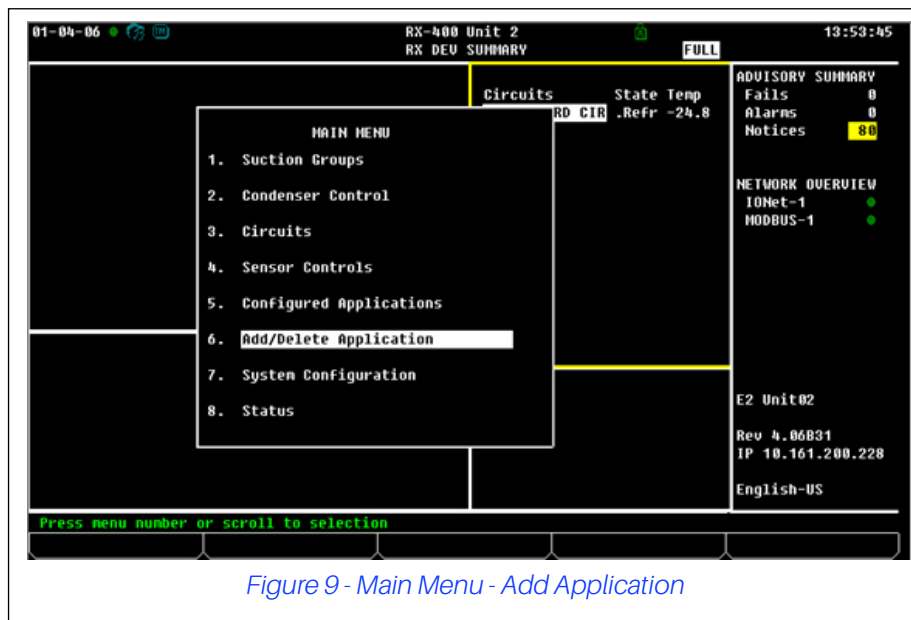 01-04-06 RX-400 Unit 2 13:53:45
RX DEV SUMMARY FULL
ADVISORY SUMMARY
Fails 0
Alarms 0
Notices 80
NETWORK OVERVIEW
IONet-1
MODBUS-1
E2 Unit02
Rev 4.06B31
IP 10.161.200.228
English-US
Circuits State Temp
RD CIR .Refr -24.8
MAIN MENU
1. Suction Groups
2. Condenser Control
3. Circuits
4. Sensor Controls
5. Configured Applications
6. Add/Delete Application
7. System Configuration
8. Status
Press menu number or scroll to selection
Figure 9 - Main Menu - Add Application